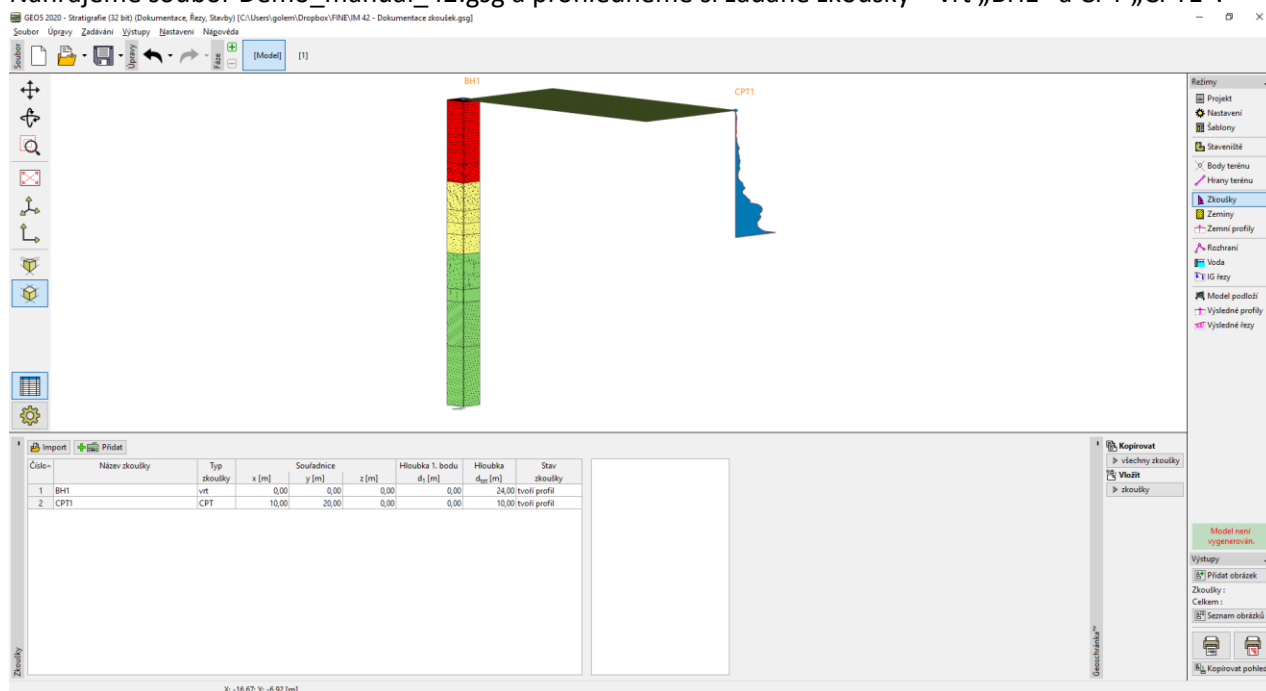 Nahrajeme soubor Demo_manual_42.gsg a prohlédneme si zadané zkoušky – vrt „BH1“ a CPT „CPT1“.
GEO5 2020 - Stratigrafie (32 bit) (Dokumentace, Řezy, Stavby) [C:\Users\golem\Dropbox\FINE\IM 42 - Dokumentace zkoušek.gsg]
Soubor Úpravy Zadávání Výstupy Nastavení Nápověda
Soubor
Úpravy
Fáze
[Model] [1]
BH1
CPT1
Režimy
Projekt
Nastavení
Šablony
Staveniště
Body terénu
Hrany terénu
Zkoušky
Zeminy
Zemní profily
Rozhraní
Voda
IG řezy
Model podloží
Výsledné profily
Výsledné řezy
Import Přidat
Číslo Název zkoušky Typ Souřadnice Hloubka 1. bodu Hloubka Stav
zkoušky x [m] y [m] z [m] d1 [m] dtot [m] zkoušky
1 BH1 vrt 0,00 0,00 0,00 0,00 24,00 tvoří profil
2 CPT1 CPT 10,00 20,00 0,00 0,00 10,00 tvoří profil
Zkoušky
Geoschránka™
Kopírovat
všechny zkoušky
Vložit
zkoušky
Model není
vygenerován.
Výstupy
Přidat obrázek
Zkoušky :
Celkem :
Seznam obrázků
Kopírovat pohled
X: -16,67; Y: -6,92 [m]